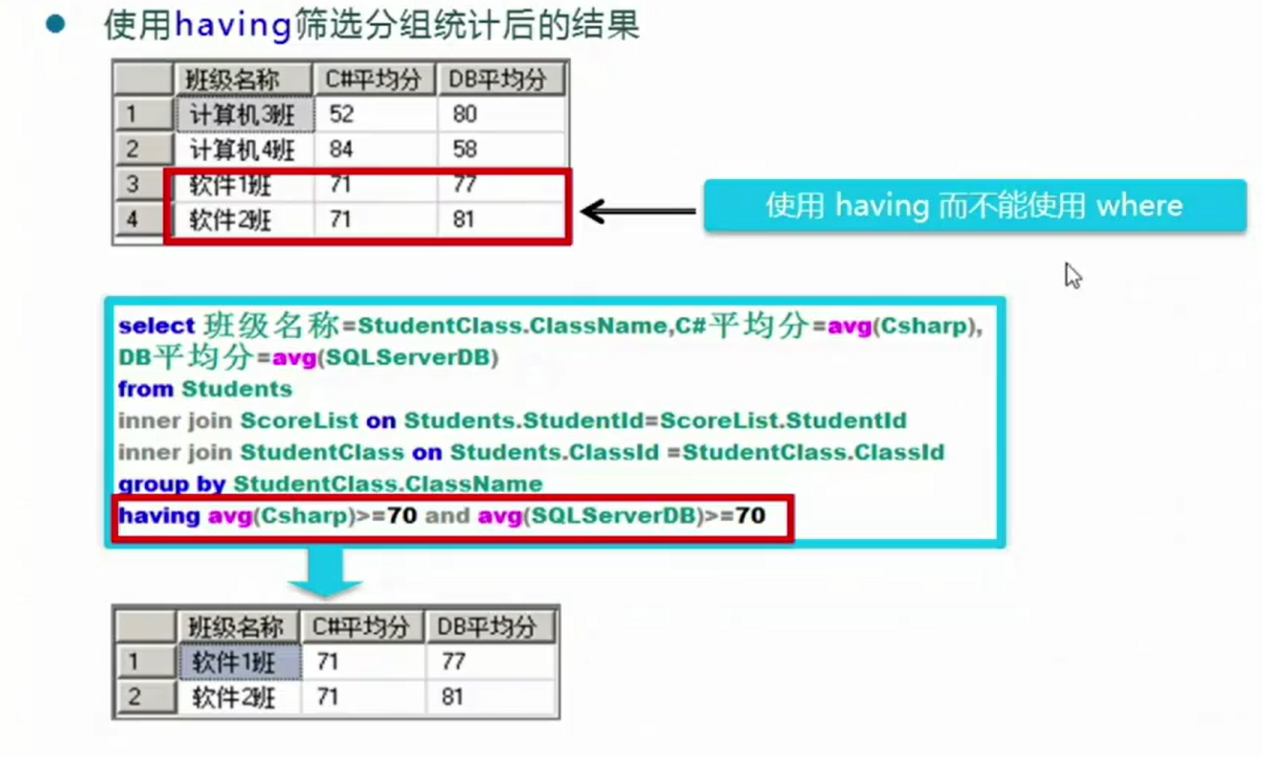 使用having筛选分组统计后的结果
班级名称 C#平均分 DB平均分
1 计算机3班 52 80
2 计算机4班 84 58
3 软件1班 71 77
4 软件2班 71 81
使用 having 而不能使用 where
select 班级名称=StudentClass.ClassName,C#平均分=avg(Csharp),
DB平均分=avg(SQLServerDB)
from Students
inner join ScoreList on Students.StudentId=ScoreList.StudentId
inner join StudentClass on Students.ClassId =StudentClass.ClassId
group by StudentClass.ClassName
having avg(Csharp)>=70 and avg(SQLServerDB)>=70
班级名称 C#平均分 DB平均分
1 软件1班 71 77
2 软件2班 71 81